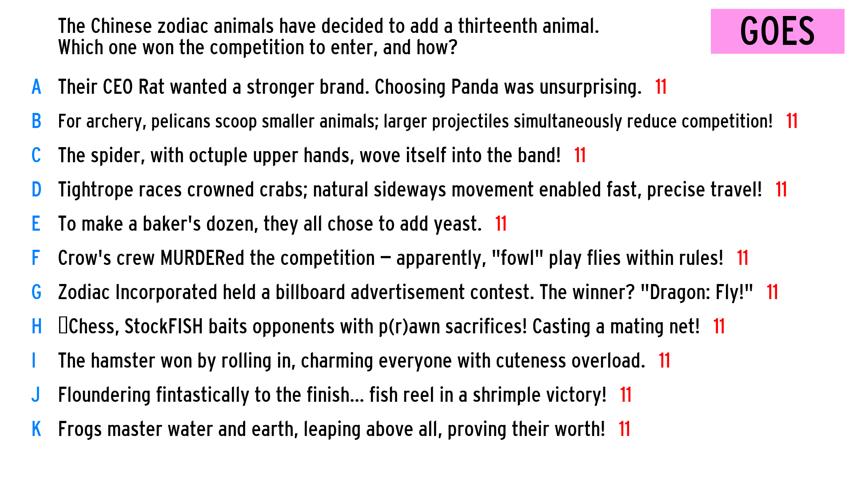 The Chinese zodiac animals have decided to add a thirteenth animal.
Which one won the competition to enter, and how?
GOES
A Their CEO Rat wanted a stronger brand. Choosing Panda was unsurprising. 11
B For archery, pelicans scoop smaller animals; larger projectiles simultaneously reduce competition! 11
C The spider, with octuple upper hands, wove itself into the band! 11
D Tightrope races crowned crabs; natural sideways movement enabled fast, precise travel! 11
E To make a baker's dozen, they all chose to add yeast. 11
F Crow's crew MURDERed the competition – apparently, "fowl" play flies within rules! 11
G Zodiac Incorporated held a billboard advertisement contest. The winner? "Dragon: Fly!" 11
H Chess, StockFISH baits opponents with p(r)awn sacrifices! Casting a mating net! 11
I The hamster won by rolling in, charming everyone with cuteness overload. 11
J Floundering fintastically to the finish... fish reel in a shrimple victory! 11
K Frogs master water and earth, leaping above all, proving their worth! 11